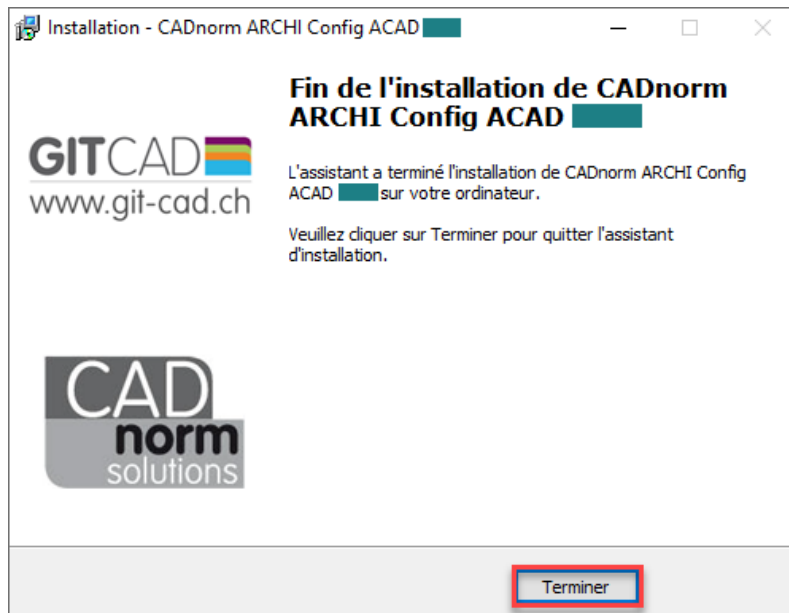 Installation - CADnorm ARCHI Config ACAD
Fin de l'installation de CADnorm
ARCHI Config ACAD
GITCAD
www.git-cad.ch
L'assistant a terminé l'installation de CADnorm ARCHI Config
ACAD sur votre ordinateur.
Veuillez cliquer sur Terminer pour quitter l'assistant
d'installation.
CAD
norm
solutions
Terminer